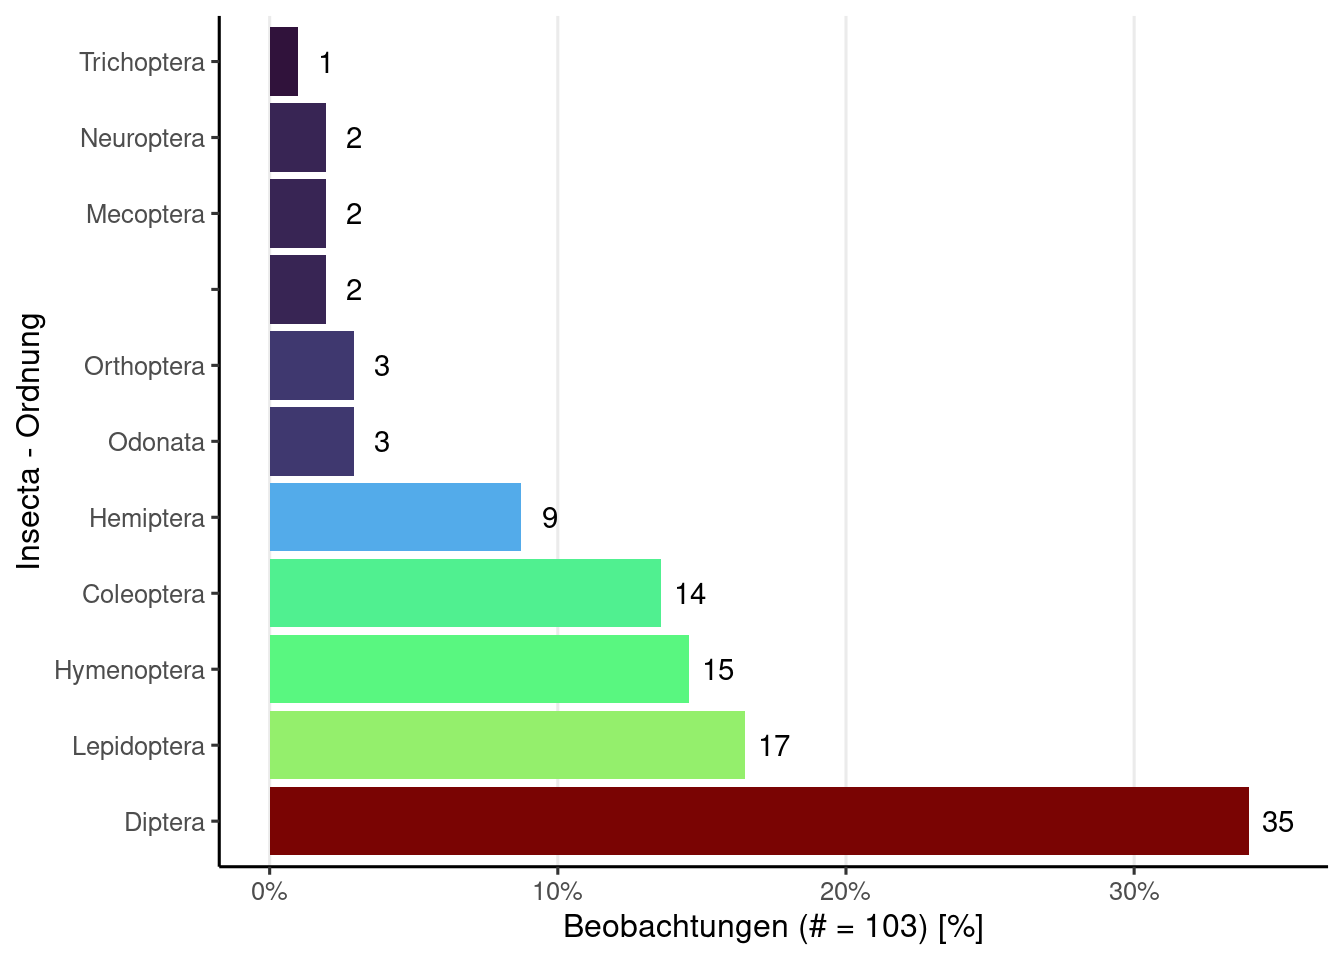 Trichoptera 1
Neuroptera 2
Mecoptera 2
2
Orthoptera 3
Odonata 3
Hemiptera 9
Coleoptera 14
Hymenoptera 15
Lepidoptera 17
Diptera 35
Insecta - Ordnung
0% 10% 20% 30%
Beobachtungen (# = 103) [%]